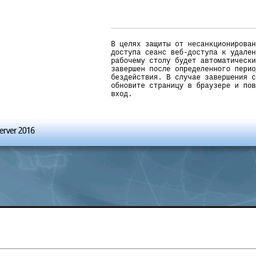 В целях защиты от несанкционирован
доступа сеанс веб-доступа к удален
рабочему столу будет автоматически
завершен после определенного перио
бездействия. В случае завершения с
обновите страницу в браузере и пов
вход.
erver 2016